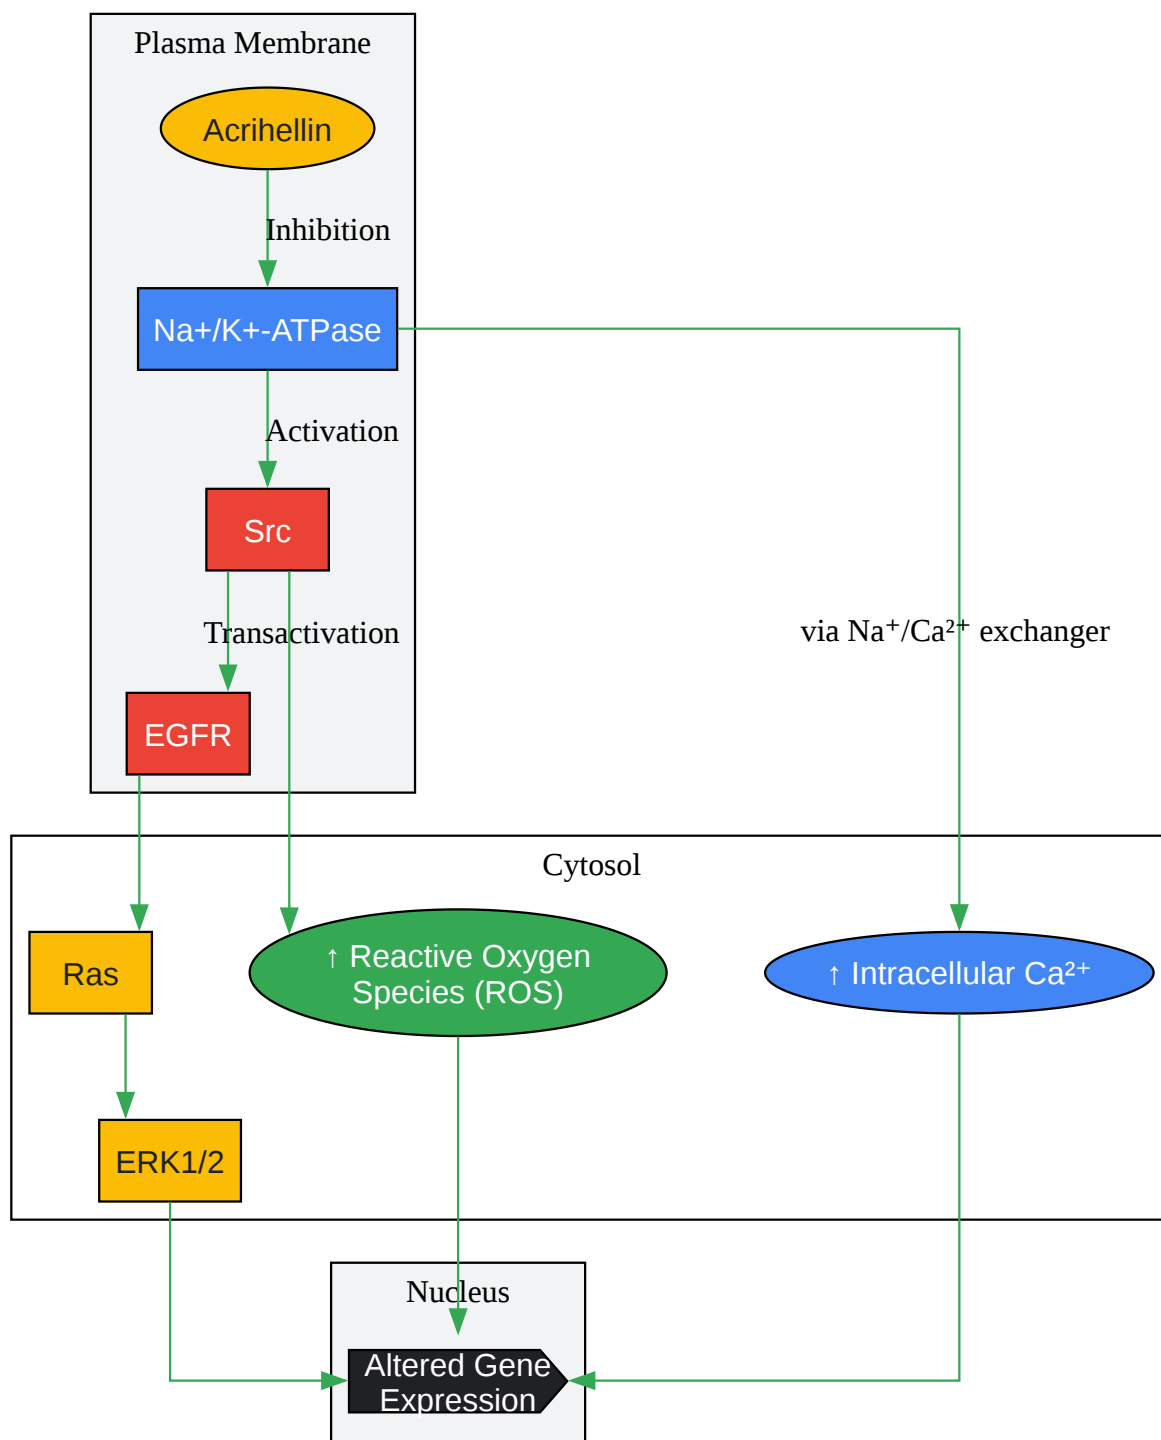 Plasma Membrane
Acrihellin
Inhibition
Na+/K+-ATPase
Activation
Src
Transactivation
via Na⁺/Ca²⁺ exchanger
EGFR
Cytosol
Ras
↑ Reactive Oxygen
Species (ROS)
↑ Intracellular Ca²⁺
ERK1/2
Nucleus
Altered Gene
Expression